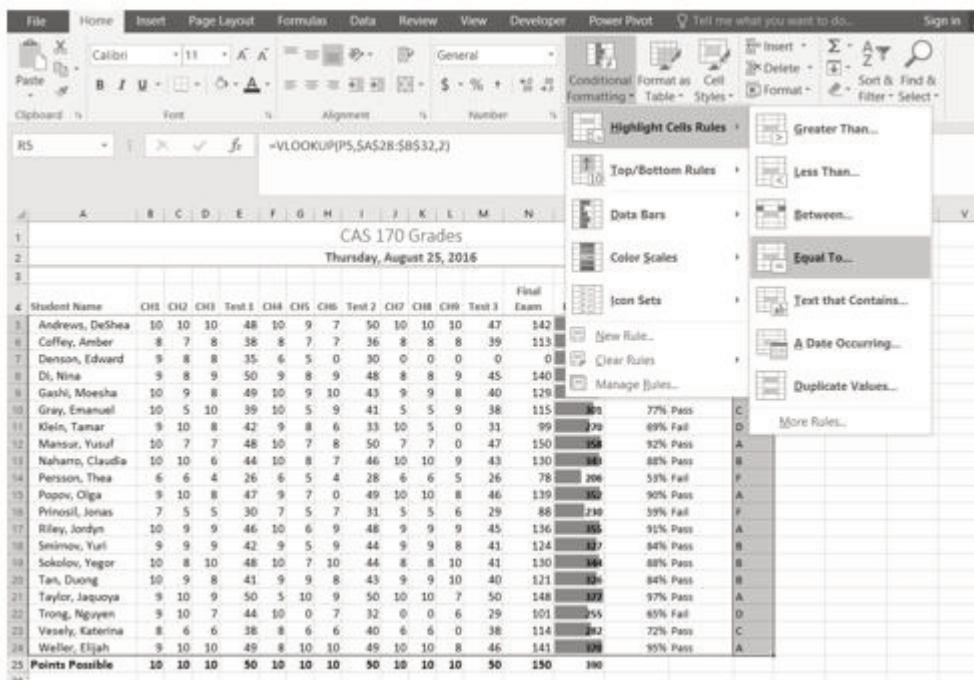 File Home Insert Page Layout Formulas Data Review View Developer Power Pivot Tell me what you want to do... Sign in
Calibri 11 A A General Insert
Paste Delete
B I U A $ % , Conditional Formatting Format as Table Cell Styles Format Sort & Filter Find & Select
Clipboard Font Alignment Number
R5 fx =VLOOKUP(P5,$A$28:$B$32,2)
Highlight Cells Rules
Top/Bottom Rules
Data Bars
Color Scales
Icon Sets
New Rule...
Clear Rules
Manage Rules...
Greater Than...
Less Than...
Between...
Equal To...
Text that Contains...
A Date Occurring...
Duplicate Values...
More Rules...
A B C D E F G H I J K L M N V
1 CAS 170 Grades
2 Thursday, August 25, 2016
3
4 Student Name CH1 CH2 CH3 Test 1 CH4 CH5 CH6 Test 2 CH7 CH8 CH9 Test 3 Final Exam
5 Andrews, DeShea 10 10 10 48 10 9 7 50 10 10 10 47 142
6 Coffey, Amber 8 7 8 38 8 7 7 36 8 8 8 39 113
7 Denson, Edward 9 8 8 35 6 5 0 30 0 0 0 0 0
8 Di, Nina 9 8 9 50 9 8 9 48 8 8 9 45 140
9 Gashi, Moesha 10 9 8 49 10 9 10 43 9 9 8 40 129
10 Gray, Emanuel 10 5 10 39 10 5 9 41 5 5 9 38 115 301 77% Pass C
11 Klein, Tamar 9 10 8 42 9 8 6 33 10 5 0 31 99 270 69% Fail D
12 Mansur, Yusuf 10 7 7 48 10 7 8 50 7 7 0 47 150 358 92% Pass A
13 Naharro, Claudia 10 10 6 44 10 8 7 46 10 10 9 43 130 343 88% Pass B
14 Persson, Thea 6 6 4 26 6 5 4 28 6 6 5 26 78 206 53% Fail F
15 Popov, Olga 9 10 8 47 9 7 0 49 10 10 8 46 139 352 90% Pass A
16 Prinosil, Jonas 7 5 5 30 7 5 7 31 5 5 6 29 88 230 59% Fail F
17 Riley, Jordyn 10 9 9 46 10 6 9 48 9 9 9 45 136 355 91% Pass A
18 Smirnov, Yuri 9 9 9 42 9 5 9 44 9 9 8 41 124 327 84% Pass B
19 Sokolov, Yegor 10 8 10 48 10 7 10 44 8 8 10 41 130 344 88% Pass B
20 Tan, Duong 10 9 8 41 9 9 8 43 9 9 10 40 121 326 84% Pass B
21 Taylor, Jaquoya 9 10 9 50 5 10 9 50 10 10 7 50 148 377 97% Pass A
22 Trong, Nguyen 9 10 7 44 10 0 7 32 0 0 6 29 101 255 65% Fail D
23 Vesely, Katerina 8 6 6 38 8 6 6 40 6 6 0 38 114 282 72% Pass C
24 Weller, Elijah 9 10 10 49 8 10 10 49 10 10 8 46 141 370 95% Pass A
25 Points Possible 10 10 10 50 10 10 10 50 10 10 10 50 150 390